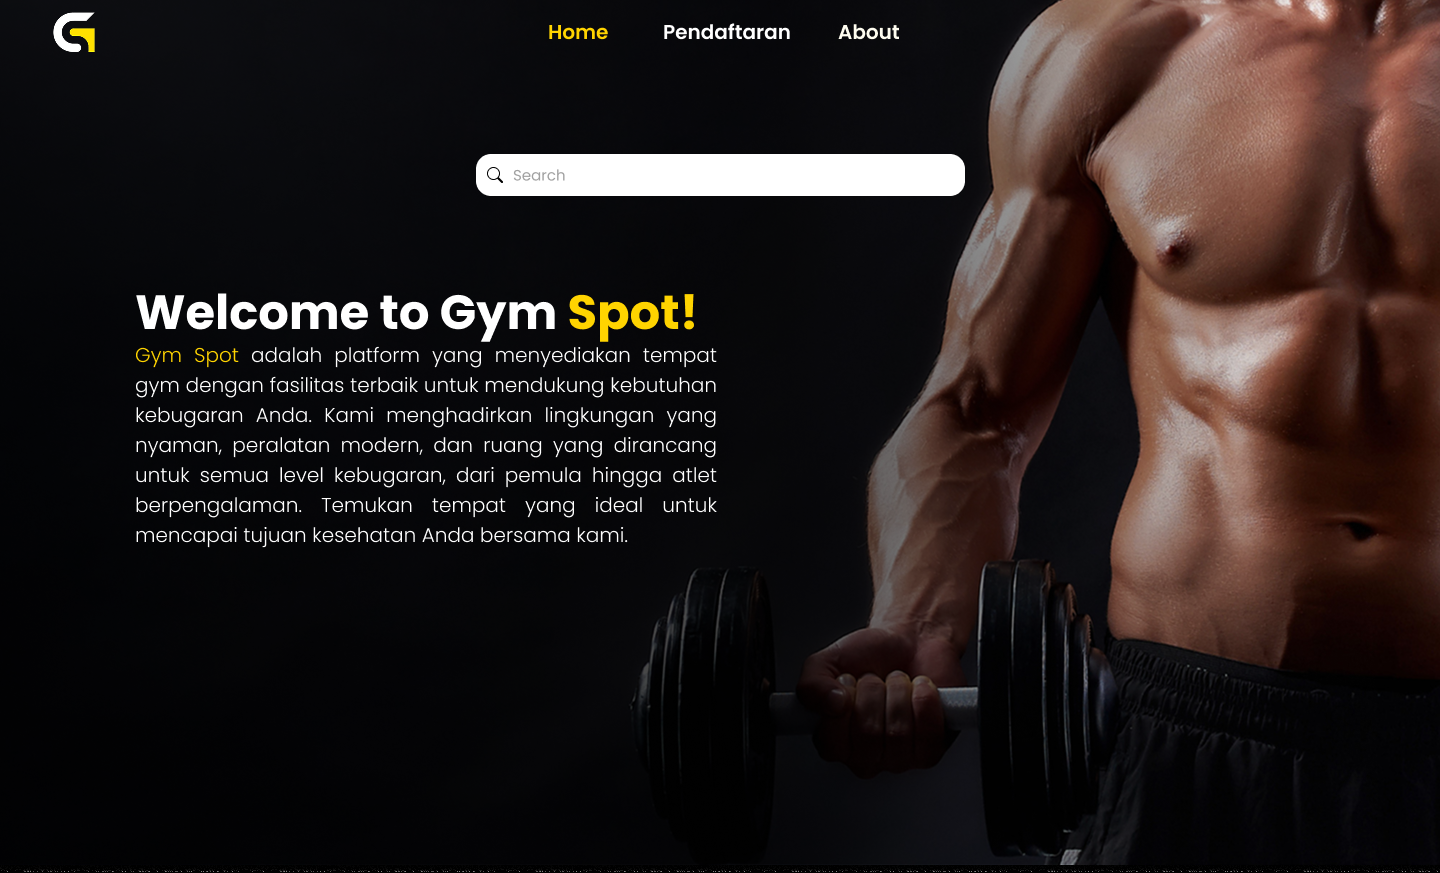 Home Pendaftaran About
Search
Welcome to Gym Spot!
Gym Spot adalah platform yang menyediakan tempat
gym dengan fasilitas terbaik untuk mendukung kebutuhan
kebugaran Anda. Kami menghadirkan lingkungan yang
nyaman, peralatan modern, dan ruang yang dirancang
untuk semua level kebugaran, dari pemula hingga atlet
berpengalaman. Temukan tempat yang ideal untuk
mencapai tujuan kesehatan Anda bersama kami.